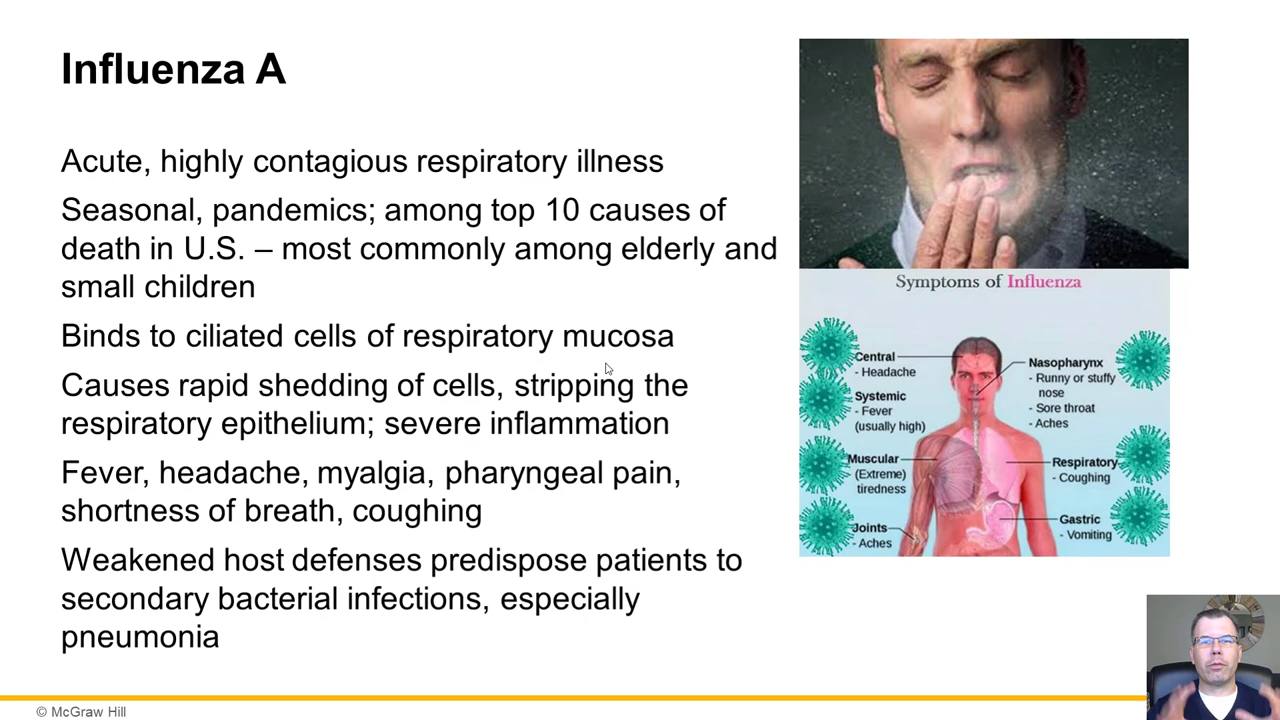 Influenza A
Acute, highly contagious respiratory illness
Seasonal, pandemics; among top 10 causes of
death in U.S. – most commonly among elderly and
small children
Binds to ciliated cells of respiratory mucosa
Causes rapid shedding of cells, stripping the
respiratory epithelium; severe inflammation
Fever, headache, myalgia, pharyngeal pain,
shortness of breath, coughing
Weakened host defenses predispose patients to
secondary bacterial infections, especially
pneumonia
Symptoms of Influenza
Central
- Headache
Systemic
- Fever
(usually high)
Muscular
(Extreme)
tiredness
Joints
- Aches
Nasopharynx
- Runny or stuffy
nose
- Sore throat
- Aches
Respiratory
- Coughing
Gastric
- Vomiting
© McGraw Hill